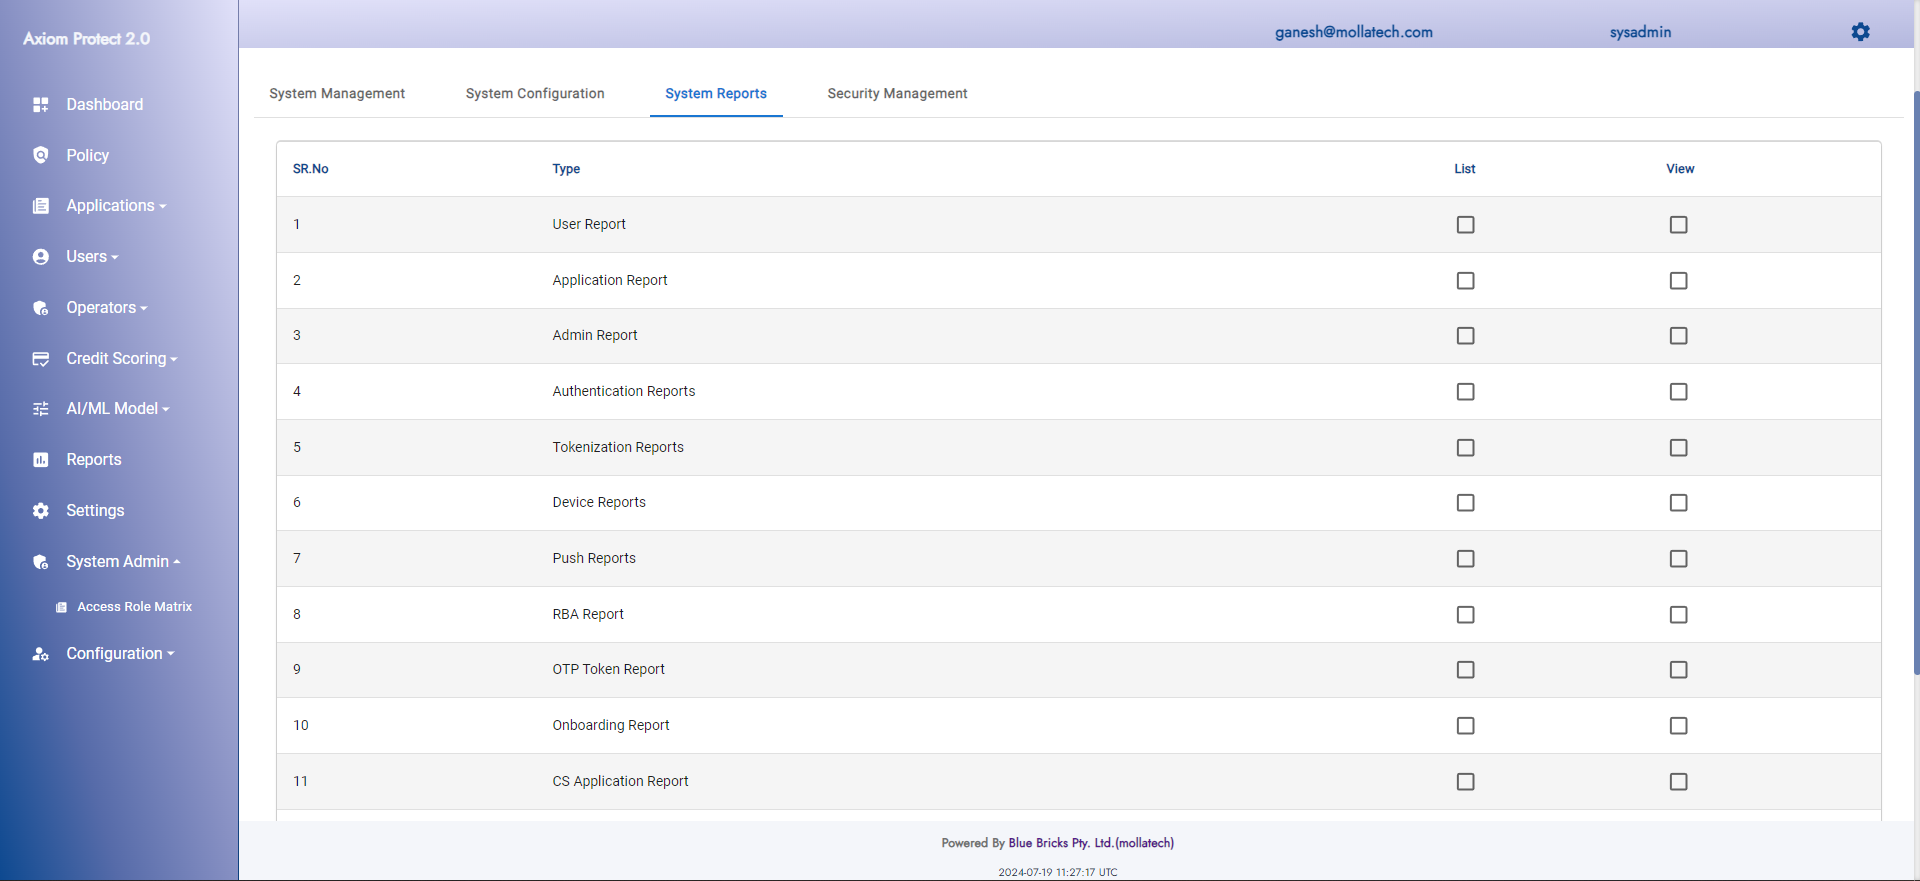 Axiom Protect 2.0
ganesh@mollatech.com sysadmin
Dashboard
Policy
Applications
Users
Operators
Credit Scoring
AI/ML Model
Reports
Settings
System Admin
Access Role Matrix
Configuration
System Management System Configuration System Reports Security Management
SR.No Type List View
1 User Report
2 Application Report
3 Admin Report
4 Authentication Reports
5 Tokenization Reports
6 Device Reports
7 Push Reports
8 RBA Report
9 OTP Token Report
10 Onboarding Report
11 CS Application Report
Powered By Blue Bricks Pty. Ltd.(mollatech)
2024-07-19 11:27:17 UTC